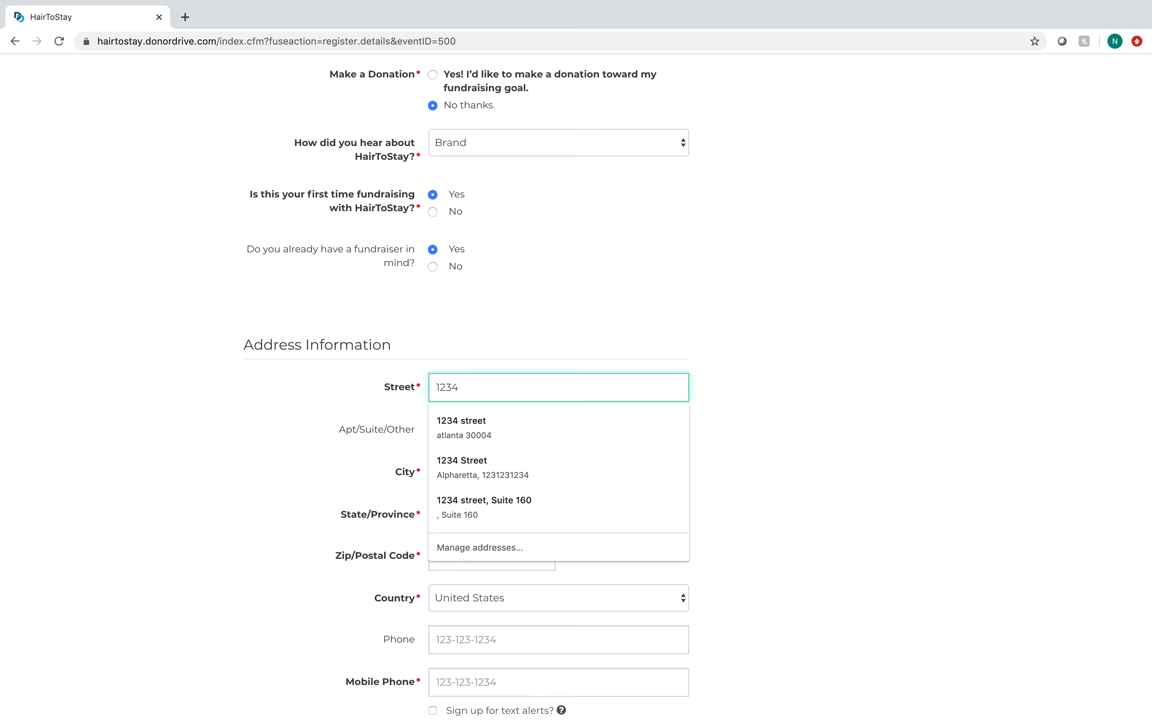 HairToStay
hairtostay.donordrive.com/index.cfm?fuseaction=register.details&eventID=500
N
Make a Donation*
Yes! I'd like to make a donation toward my
fundraising goal.
No thanks.
How did you hear about
HairToStay?*
Brand
Is this your first time fundraising
with HairToStay?*
Yes
No
Do you already have a fundraiser in
mind?
Yes
No
Address Information
Street*
1234
1234 street
atlanta 30004
Apt/Suite/Other
1234 Street
Alpharetta, 1231231234
City*
1234 street, Suite 160
, Suite 160
State/Province*
Manage addresses...
Zip/Postal Code*
Country*
United States
Phone
123-123-1234
Mobile Phone*
123-123-1234
Sign up for text alerts?